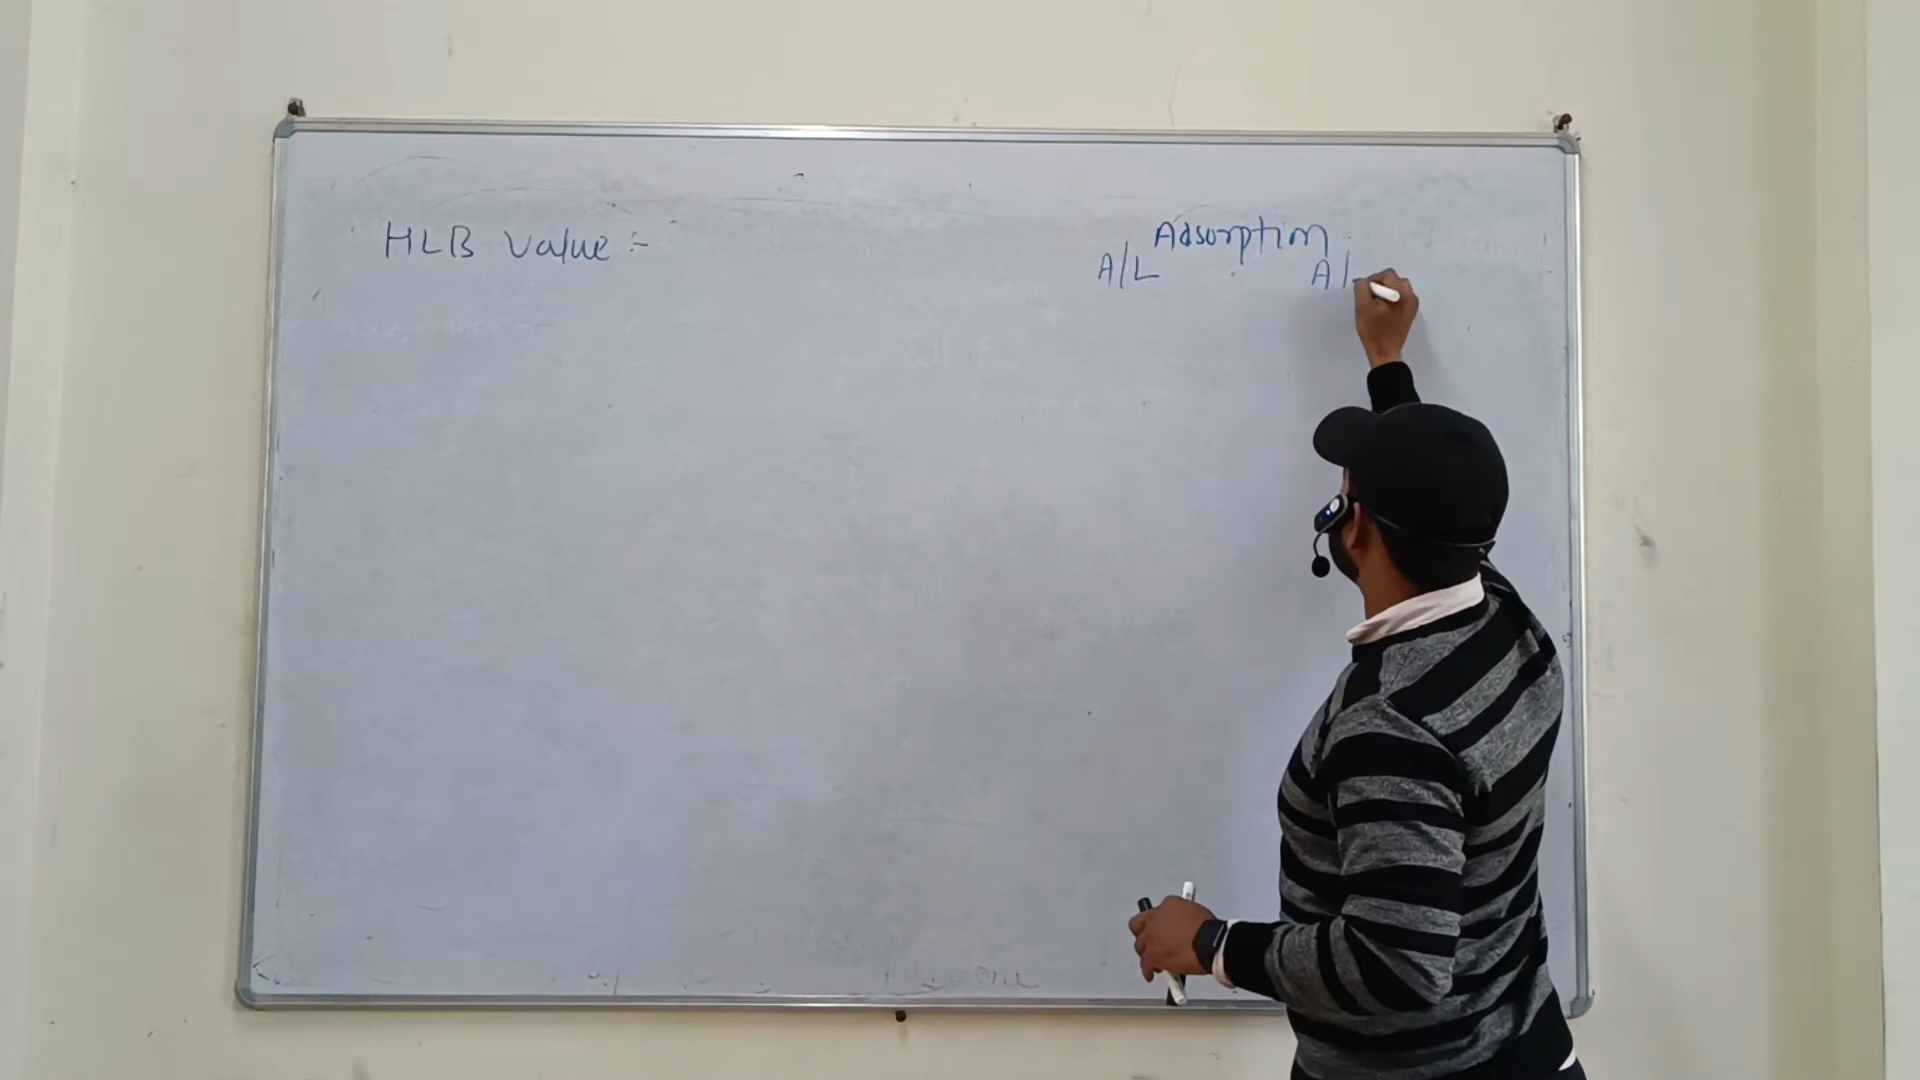 HLB Value :-
Adsorption
A/L A/